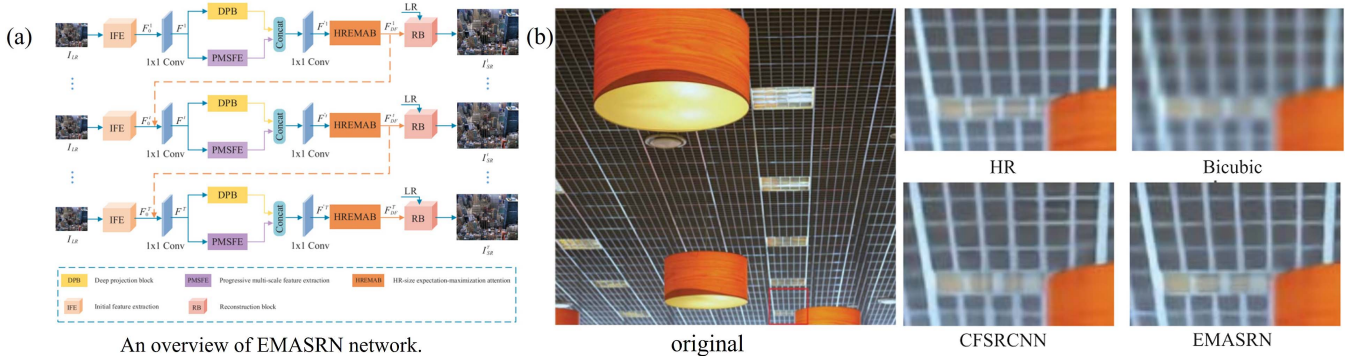 (a)
I_LR
IFE
F_0^1
1x1 Conv
F^1
DPB
PMSFE
Concat
1x1 Conv
F'^1
HREMAB
F_DF^1
LR
RB
I_SR^1
I_LR
IFE
F_0^t
1x1 Conv
F^t
DPB
PMSFE
Concat
1x1 Conv
F'^t
HREMAB
F_DF^t
LR
RB
I_SR^t
I_LR
IFE
F_0^T
1x1 Conv
F^T
DPB
PMSFE
Concat
1x1 Conv
F'^T
HREMAB
F_DF^T
LR
RB
DPB Deep projection block
PMSFE Progressive multi-scale feature extraction
HREMAB HR-size expectation-maximization attention
IFE Initial feature extraction
RB Reconstruction block
An overview of EMASRN network.
(b)
original
HR
Bicubic
CFSRCNN
EMASRN